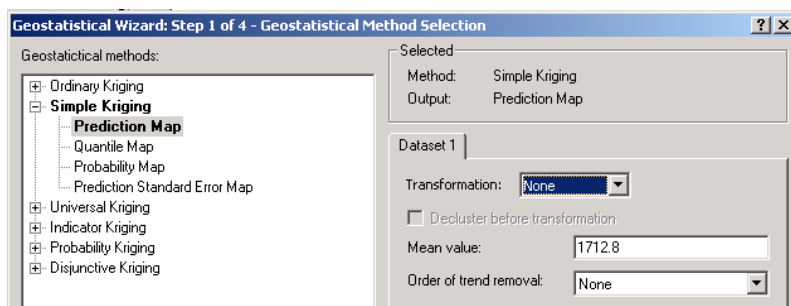 Geostatistical Wizard: Step 1 of 4 - Geostatistical Method Selection
Geostatictical methods:
Ordinary Kriging
Simple Kriging
Prediction Map
Quantile Map
Probability Map
Prediction Standard Error Map
Universal Kriging
Indicator Kriging
Probability Kriging
Disjunctive Kriging
Selected
Method: Simple Kriging
Output: Prediction Map
Dataset 1
Transformation: None
Decluster before transformation
Mean value: 1712.8
Order of trend removal: None